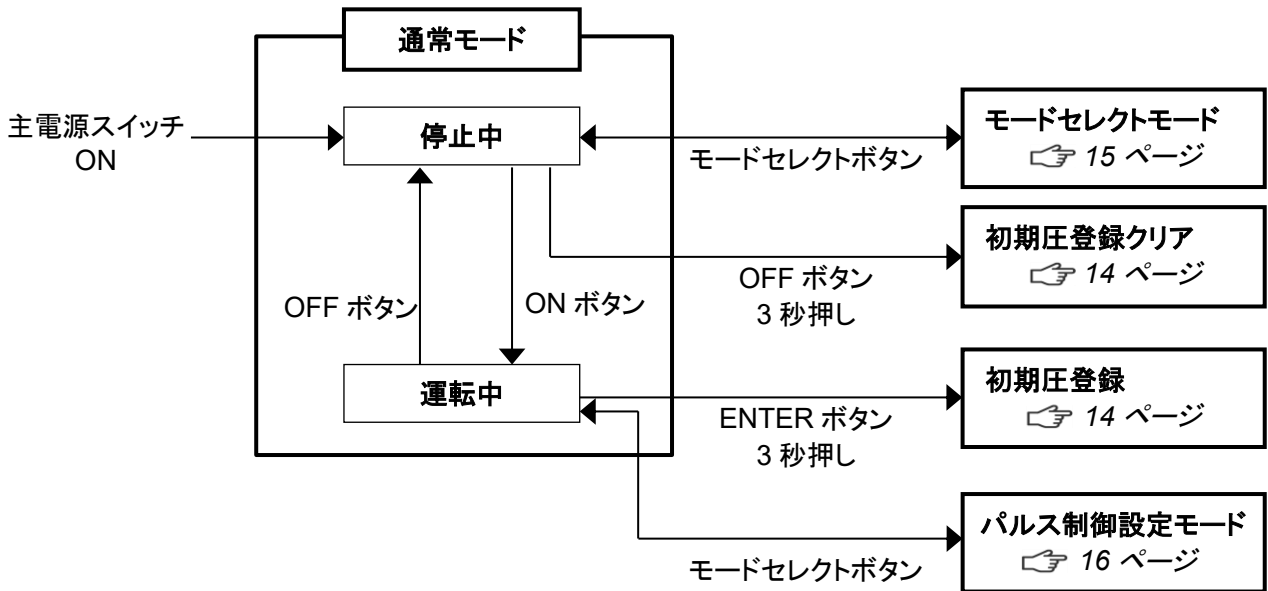 通常モード
主電源スイッチ
ON
停止中
モードセレクトボタン
モードセレクトモード
☞ 15 ページ
OFF ボタン
3 秒押し
初期圧登録クリア
☞ 14 ページ
OFF ボタン
ON ボタン
運転中
ENTER ボタン
3 秒押し
初期圧登録
☞ 14 ページ
モードセレクトボタン
パルス制御設定モード
☞ 16 ページ